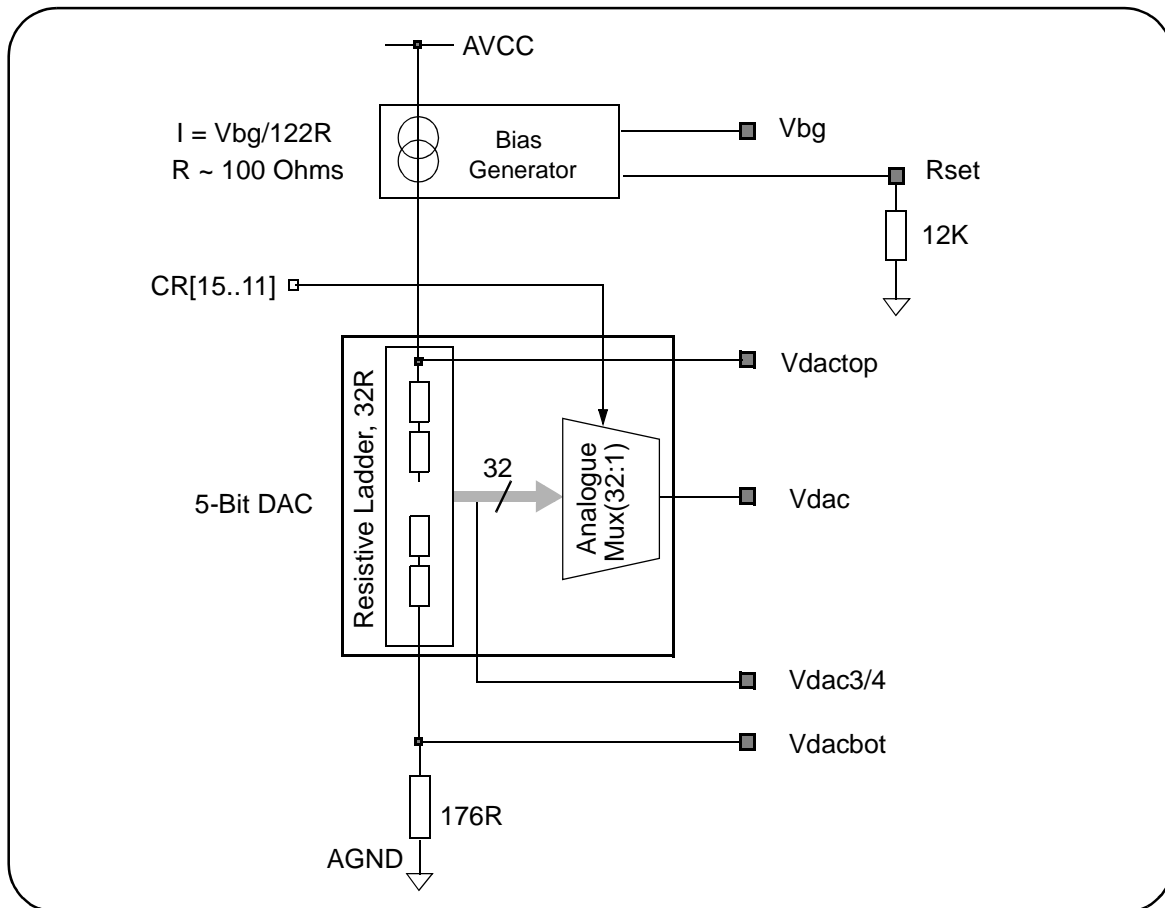 AVCC
I = Vbg/122R
R ~ 100 Ohms
Bias
Generator
Vbg
Rset
12K
CR[15..11]
Vdactop
Resistive Ladder, 32R
32
Analogue
Mux(32:1)
5-Bit DAC
Vdac
Vdac3/4
Vdacbot
176R
AGND